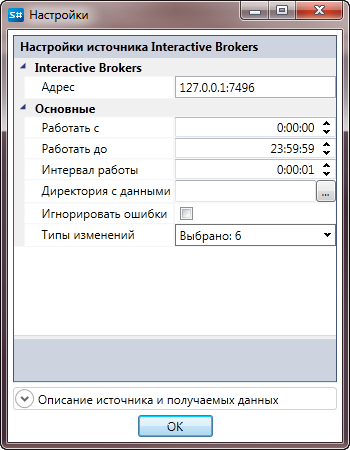 S# Настройки
Настройки источника Interactive Brokers
Interactive Brokers
Адрес 127.0.0.1:7496
Основные
Работать с 0:00:00
Работать до 23:59:59
Интервал работы 0:00:01
Директория с данными ...
Игнорировать ошибки
Типы изменений Выбрано: 6
Описание источника и получаемых данных
OK